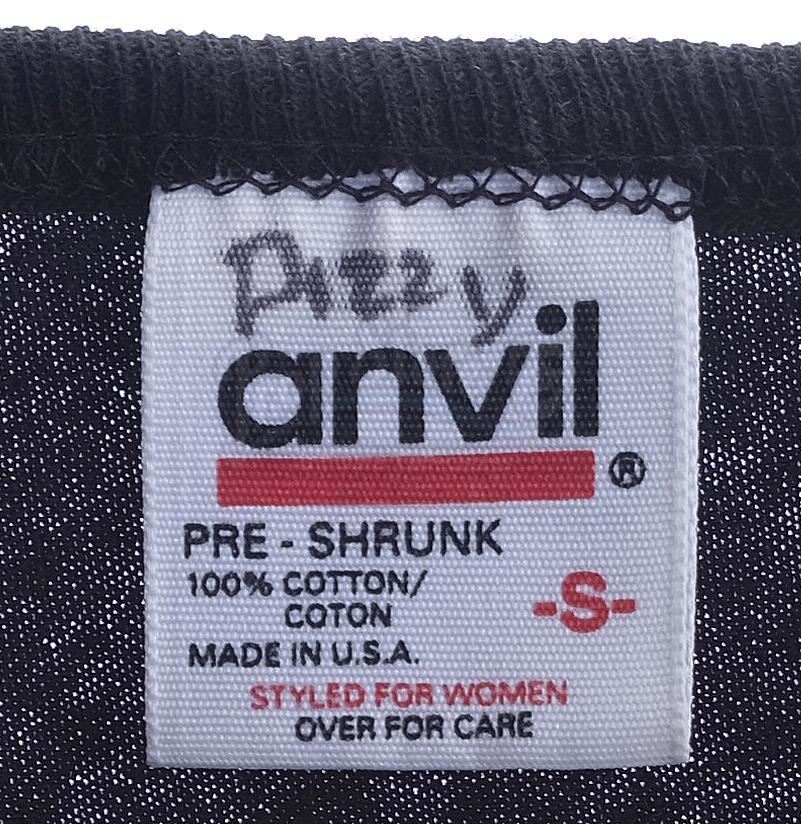 Pizzy
anvil®
PRE - SHRUNK
100% COTTON/
COTON
-S-
MADE IN U.S.A.
STYLED FOR WOMEN
OVER FOR CARE